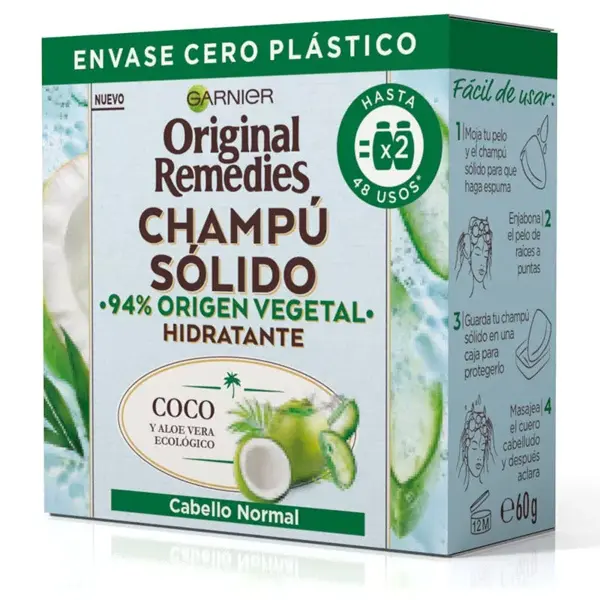 ENVASE CERO PLÁSTICO
NUEVO
GARNIER
Original
Remedies
CHAMPÚ
SÓLIDO
•94% ORIGEN VEGETAL•
HIDRATANTE
COCO
Y ALOE VERA
ECOLÓGICO
Cabello Normal
HASTA
=x2
48 USOS*
Fácil de usar:
1 Moja tu pelo
y el champú
sólido para que
haga espuma
Enjabona 2
el pelo de
raíces a
puntas
3 Guarda tu champú
sólido en una
caja para
protegerlo
Masajea 4
el cuero
cabelludo
y después
aclara
12M
e60g